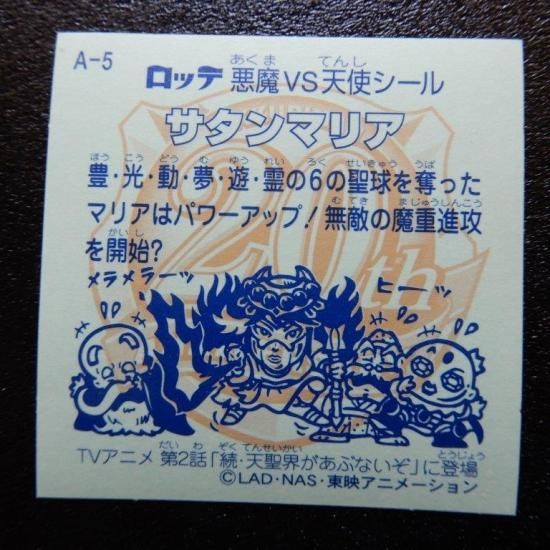 A-5
ロッテ 悪魔VS天使シール
あくま てんし
サタンマリア
ほう こう どう む ゆう れい ろく せいきゅう うば
豊・光・動・夢・遊・霊の6の聖球を奪った
むてき まじゅうしんこう
マリアはパワーアップ！無敵の魔重進攻
かいし
を開始？
メラメラーッ
ヒーッ
20th
だい わ ぞく てんせいかい とうじょう
TVアニメ 第2話「続・天聖界があぶないぞ」に登場
©LAD・NAS・東映アニメーション